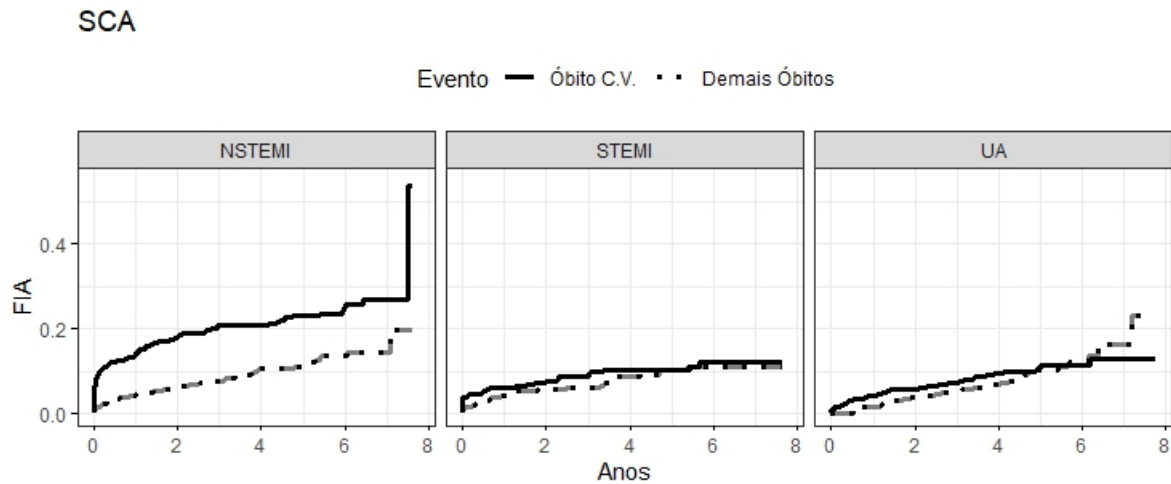 SCA
Evento Óbito C.V. Demais Óbitos
NSTEMI STEMI UA
FIA
0.4
0.2
0.0
0 2 4 6 8 0 2 4 6 8 0 2 4 6 8
Anos